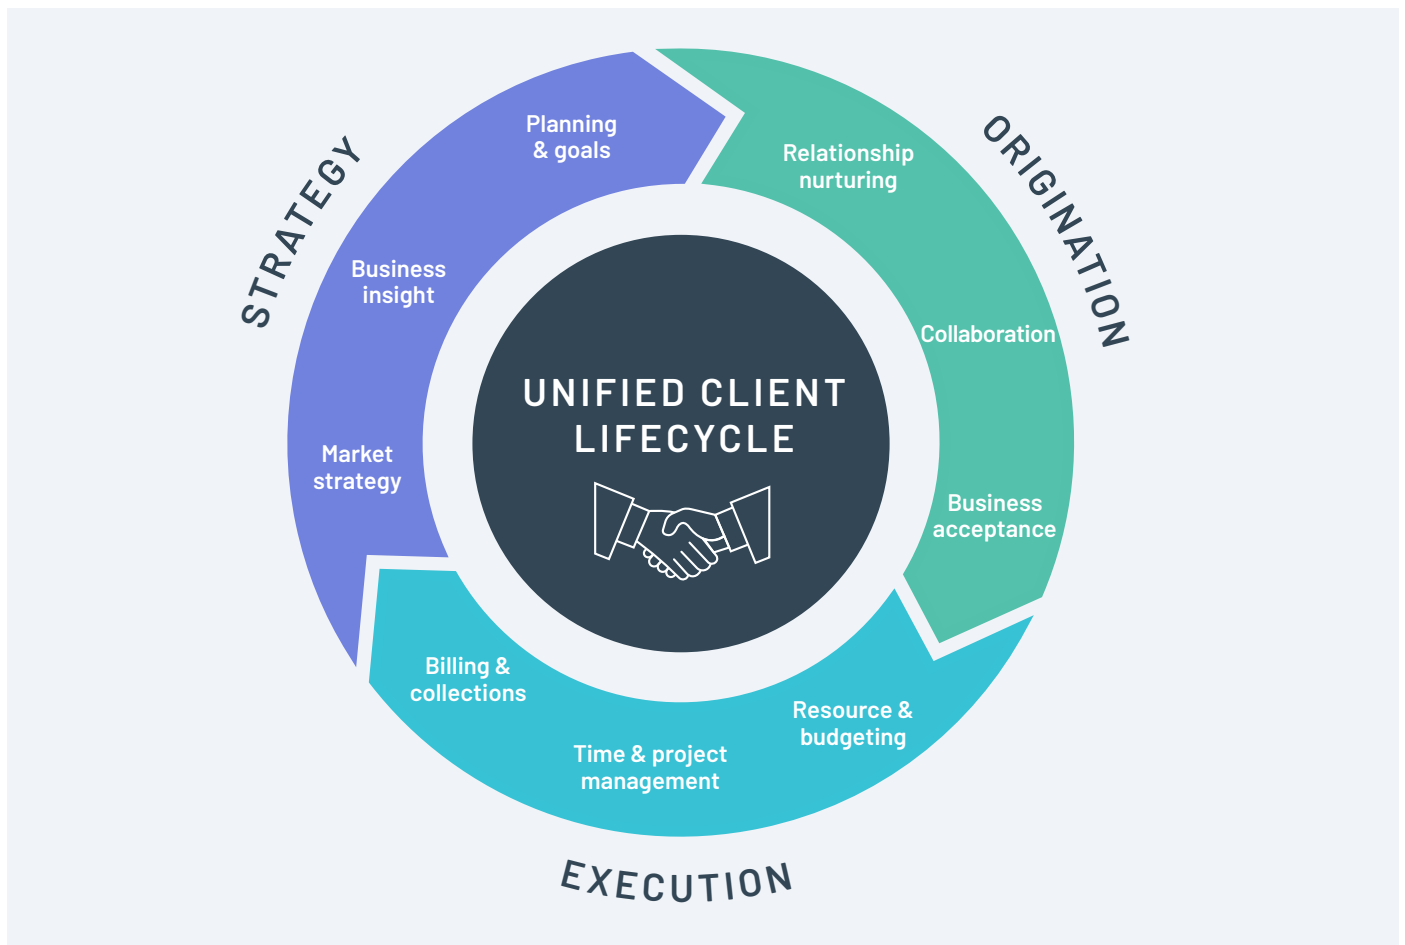 STRATEGY
Planning
& goals
Business
insight
Market
strategy
ORIGINATION
Relationship
nurturing
Collaboration
Business
acceptance
UNIFIED CLIENT
LIFECYCLE
Resource &
budgeting
Time & project
management
Billing &
collections
EXECUTION